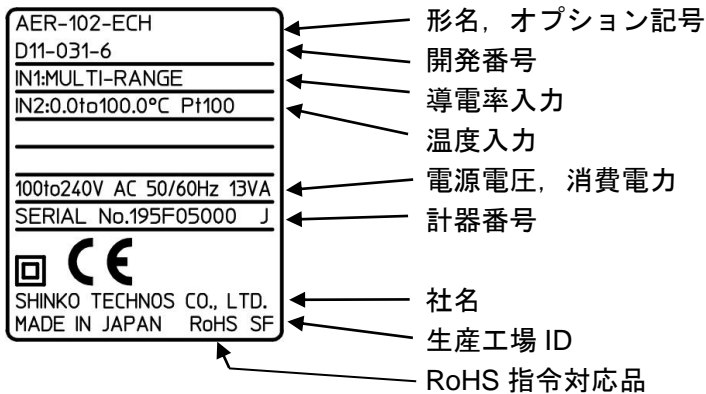 AER-102-ECH
D11-031-6
IN1:MULTI-RANGE
IN2:0.0to100.0°C Pt100
100to240V AC 50/60Hz 13VA
SERIAL No.195F05000 J
CE
SHINKO TECHNOS CO., LTD.
MADE IN JAPAN RoHS SF
形名，オプション記号
開発番号
導電率入力
温度入力
電源電圧，消費電力
計器番号
社名
生産工場 ID
RoHS 指令対応品